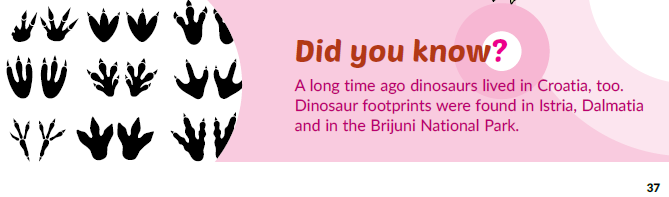 Did you know?
A long time ago dinosaurs lived in Croatia, too.
Dinosaur footprints were found in Istria, Dalmatia
and in the Brijuni National Park.
37